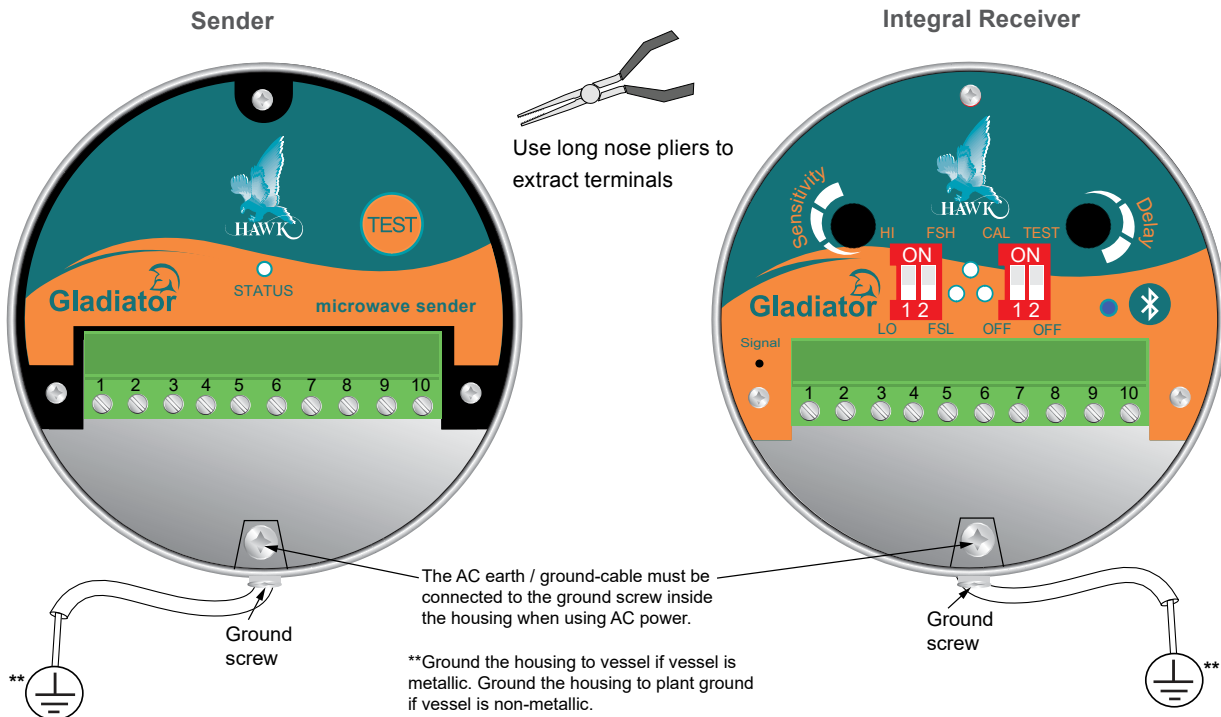 Sender
Integral Receiver
Use long nose pliers to
extract terminals
HAWK
TEST
STATUS
Gladiator
microwave sender
1 2 3 4 5 6 7 8 9 10
Sensitivity
HAWK
Delay
HI FSH CAL TEST
ON
1 2
ON
1 2
Gladiator
LO FSL OFF OFF
Signal
1 2 3 4 5 6 7 8 9 10
The AC earth / ground-cable must be
connected to the ground screw inside
the housing when using AC power.
Ground
screw
Ground
screw
**
**Ground the housing to vessel if vessel is
metallic. Ground the housing to plant ground
if vessel is non-metallic.
**